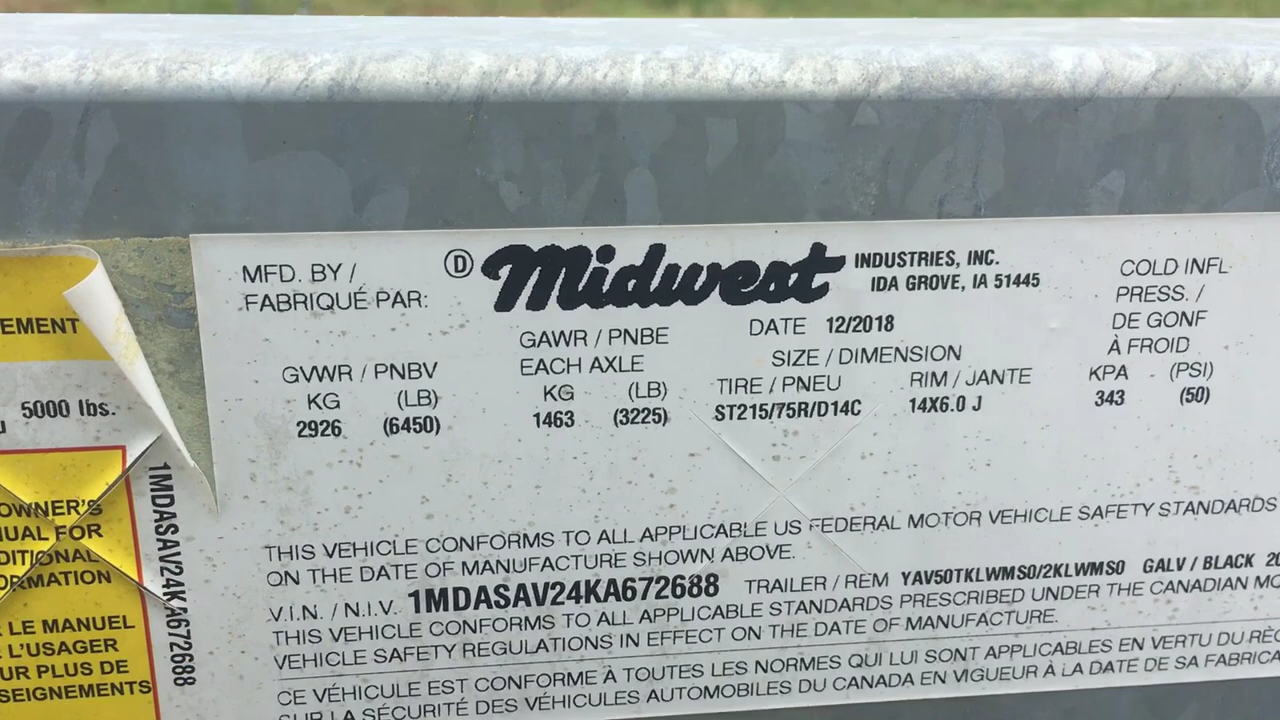 MFD. BY /
FABRIQUÉ PAR:
D Midwest INDUSTRIES, INC.
IDA GROVE, IA 51445
DATE 12/2018
GVWR / PNBV
KG (LB)
2926 (6450)
GAWR / PNBE
EACH AXLE
KG (LB)
1463 (3225)
SIZE / DIMENSION
TIRE / PNEU RIM / JANTE
ST215/75R/D14C 14X6.0 J
COLD INFL
PRESS. /
DE GONF
À FROID
KPA (PSI)
343 (50)
THIS VEHICLE CONFORMS TO ALL APPLICABLE US FEDERAL MOTOR VEHICLE SAFETY STANDARDS
ON THE DATE OF MANUFACTURE SHOWN ABOVE.
V.I.N. / N.I.V. 1MDASAV24KA672688 TRAILER / REM YAV50TKLWMS0/2KLWMS0 GALV / BLACK 20
THIS VEHICLE CONFORMS TO ALL APPLICABLE STANDARDS PRESCRIBED UNDER THE CANADIAN MO
VEHICLE SAFETY REGULATIONS IN EFFECT ON THE DATE OF MANUFACTURE.
CE VÉHICULE EST CONFORME À TOUTES LES NORMES QUI LUI SONT APPLICABLES EN VERTU DU RÈG
SUR LA SÉCURITÉ DES VÉHICULES AUTOMOBILES DU CANADA EN VIGUEUR À LA DATE DE SA FABRICA
EMENT
5000 lbs.
OWNER'S
UAL FOR
DITIONAL
ORMATION
LE MANUEL
L'USAGER
UR PLUS DE
SEIGNEMENTS
1MDASAV24KA672688